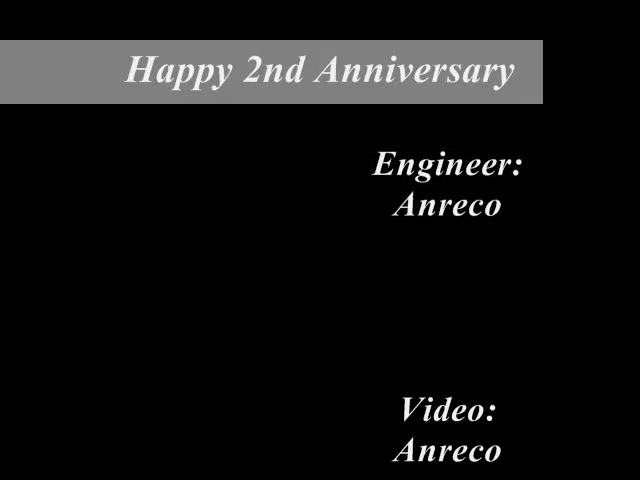 Happy 2nd Anniversary
Engineer:
Anreco
Video:
Anreco